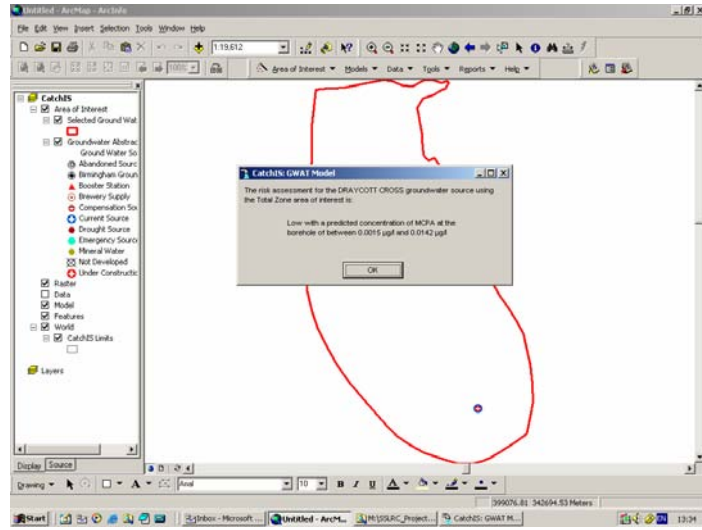 Untitled - ArcMap - ArcInfo
File Edit View Insert Selection Tools Window Help
1:19,612
100%
Area of Interest Models Data Tools Reports Help
CatchIS
Area of Interest
Selected Ground Wat
Groundwater Abstrac
Ground Water So
Abandoned Sourc
Birmingham Groun
Booster Station
Brewery Supply
Compensation Sou
Current Source
Drought Source
Emergency Source
Mineral Water
Not Developed
Under Constructic
Raster
Data
Model
Features
World
CatchIS Limits
Layers
CatchIS: GWAT Model
The risk assessment for the DRAYCOTT CROSS groundwater source using
the Total Zone area of interest is:
Low with a predicted concentration of MCPA at the
borehole of between 0.0015 µg/l and 0.0142 µg/l
OK
Display Source
Drawing A Arial 10 B I U A
399076.81 342694.53 Meters
Start Inbox - Microsoft ... Untitled - ArcM... M:\SSLRC_Project... CatchIS: GWAT M... 13:34